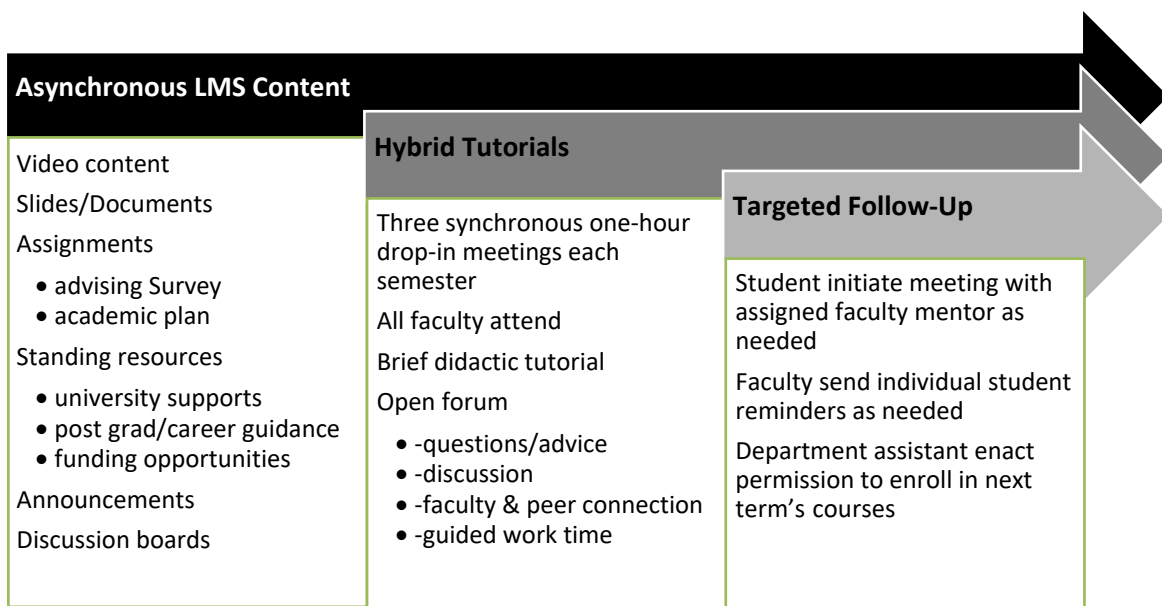 Asynchronous LMS Content
Video content
Slides/Documents
Assignments
• advising Survey
• academic plan
Standing resources
• university supports
• post grad/career guidance
• funding opportunities
Announcements
Discussion boards
Hybrid Tutorials
Three synchronous one-hour
drop-in meetings each
semester
All faculty attend
Brief didactic tutorial
Open forum
• -questions/advice
• -discussion
• -faculty & peer connection
• -guided work time
Targeted Follow-Up
Student initiate meeting with
assigned faculty mentor as
needed
Faculty send individual student
reminders as needed
Department assistant enact
permission to enroll in next
term’s courses